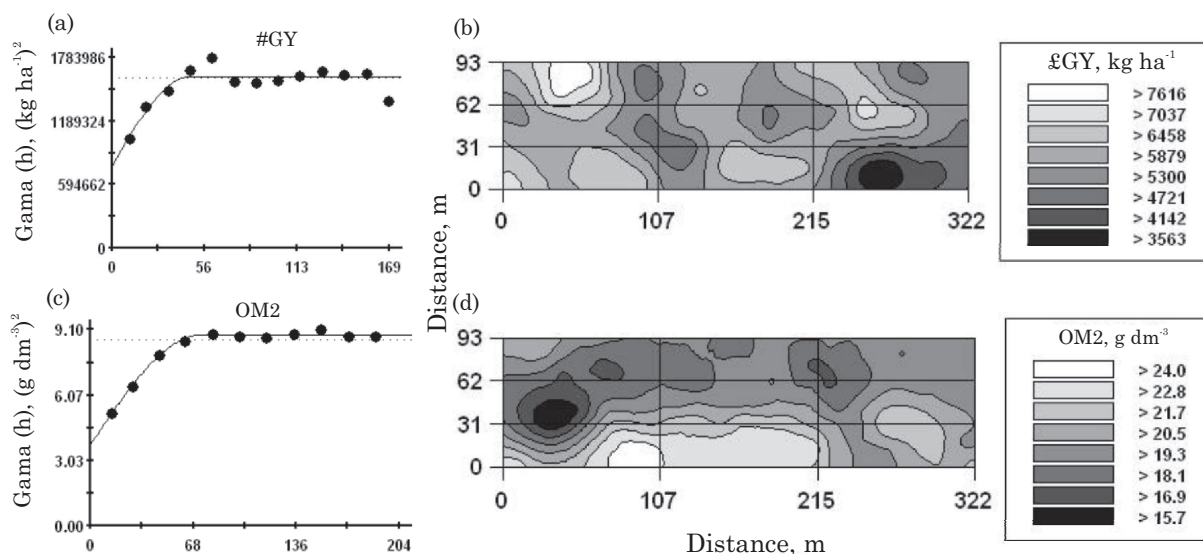 (a)
#GY
Gama (h), (kg ha⁻¹)²
1783986
1189324
594662
0
0 56 113 169
(b)
93
62
31
0
0 107 215 322
£GY, kg ha⁻¹
> 7616
> 7037
> 6458
> 5879
> 5300
> 4721
> 4142
> 3563
(c)
OM2
Gama (h), (g dm⁻³)²
9.10
6.07
3.03
0.00
0 68 136 204
Distance, m
(d)
93
62
31
0
0 107 215 322
Distance, m
OM2, g dm⁻³
> 24.0
> 22.8
> 21.7
> 20.5
> 19.3
> 18.1
> 16.9
> 15.7